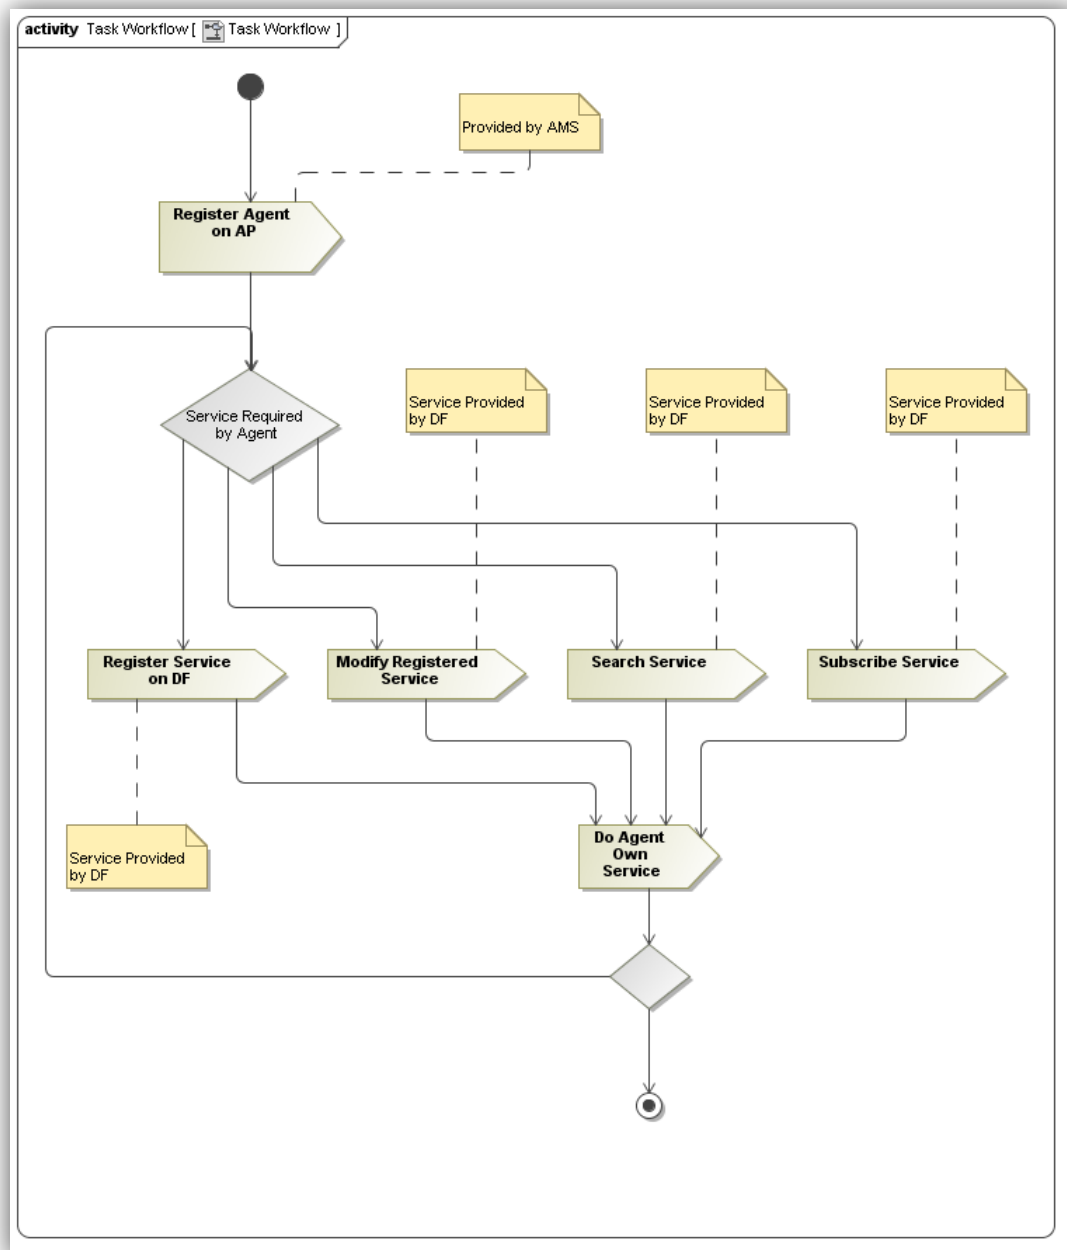 activity Task Workflow [ Task Workflow ]
Provided by AMS
Register Agent
on AP
Service Required
by Agent
Service Provided
by DF
Service Provided
by DF
Service Provided
by DF
Register Service
on DF
Modify Registered
Service
Search Service
Subscribe Service
Service Provided
by DF
Do Agent
Own
Service